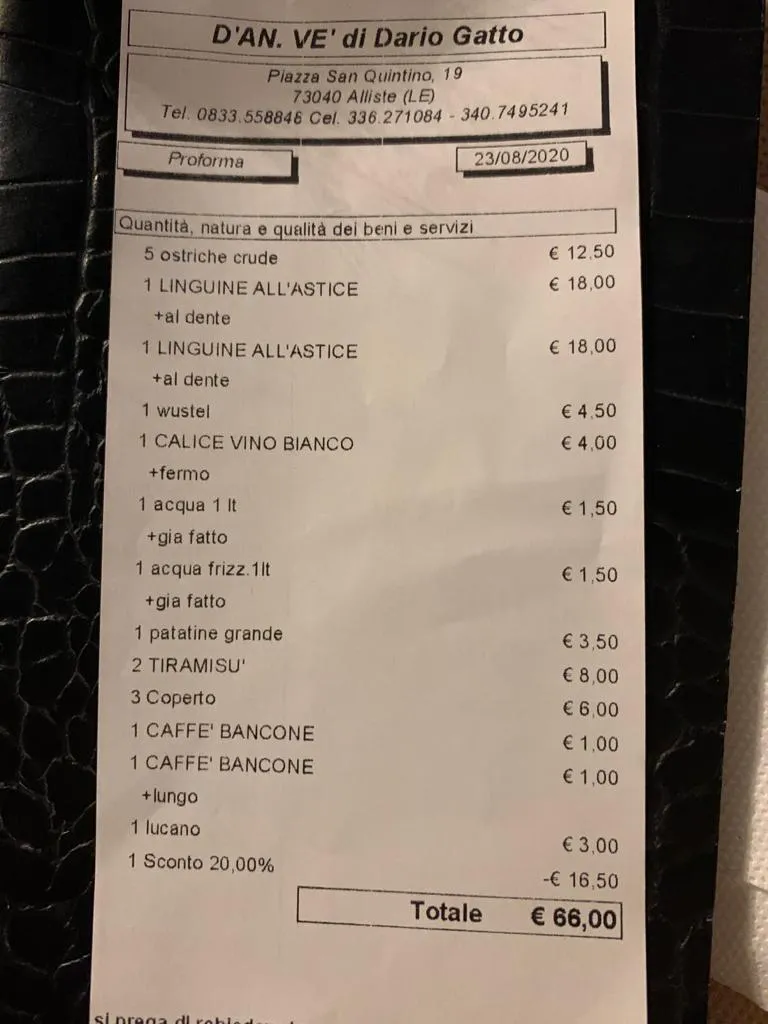 D'AN. VE' di Dario Gatto
Piazza San Quintino, 19
73040 Alliste (LE)
Tel. 0833.558848 Cel. 336.271084 - 340.7495241
Proforma 23/08/2020
Quantità, natura e qualità dei beni e servizi
5 ostriche crude € 12,50
1 LINGUINE ALL'ASTICE € 18,00
+al dente
1 LINGUINE ALL'ASTICE € 18,00
+al dente
1 wustel € 4,50
1 CALICE VINO BIANCO € 4,00
+fermo
1 acqua 1 lt € 1,50
+gia fatto
1 acqua frizz.1lt € 1,50
+gia fatto
1 patatine grande € 3,50
2 TIRAMISU' € 8,00
3 Coperto € 6,00
1 CAFFE' BANCONE € 1,00
1 CAFFE' BANCONE € 1,00
+lungo
1 lucano € 3,00
1 Sconto 20,00% -€ 16,50
Totale € 66,00
si prega di